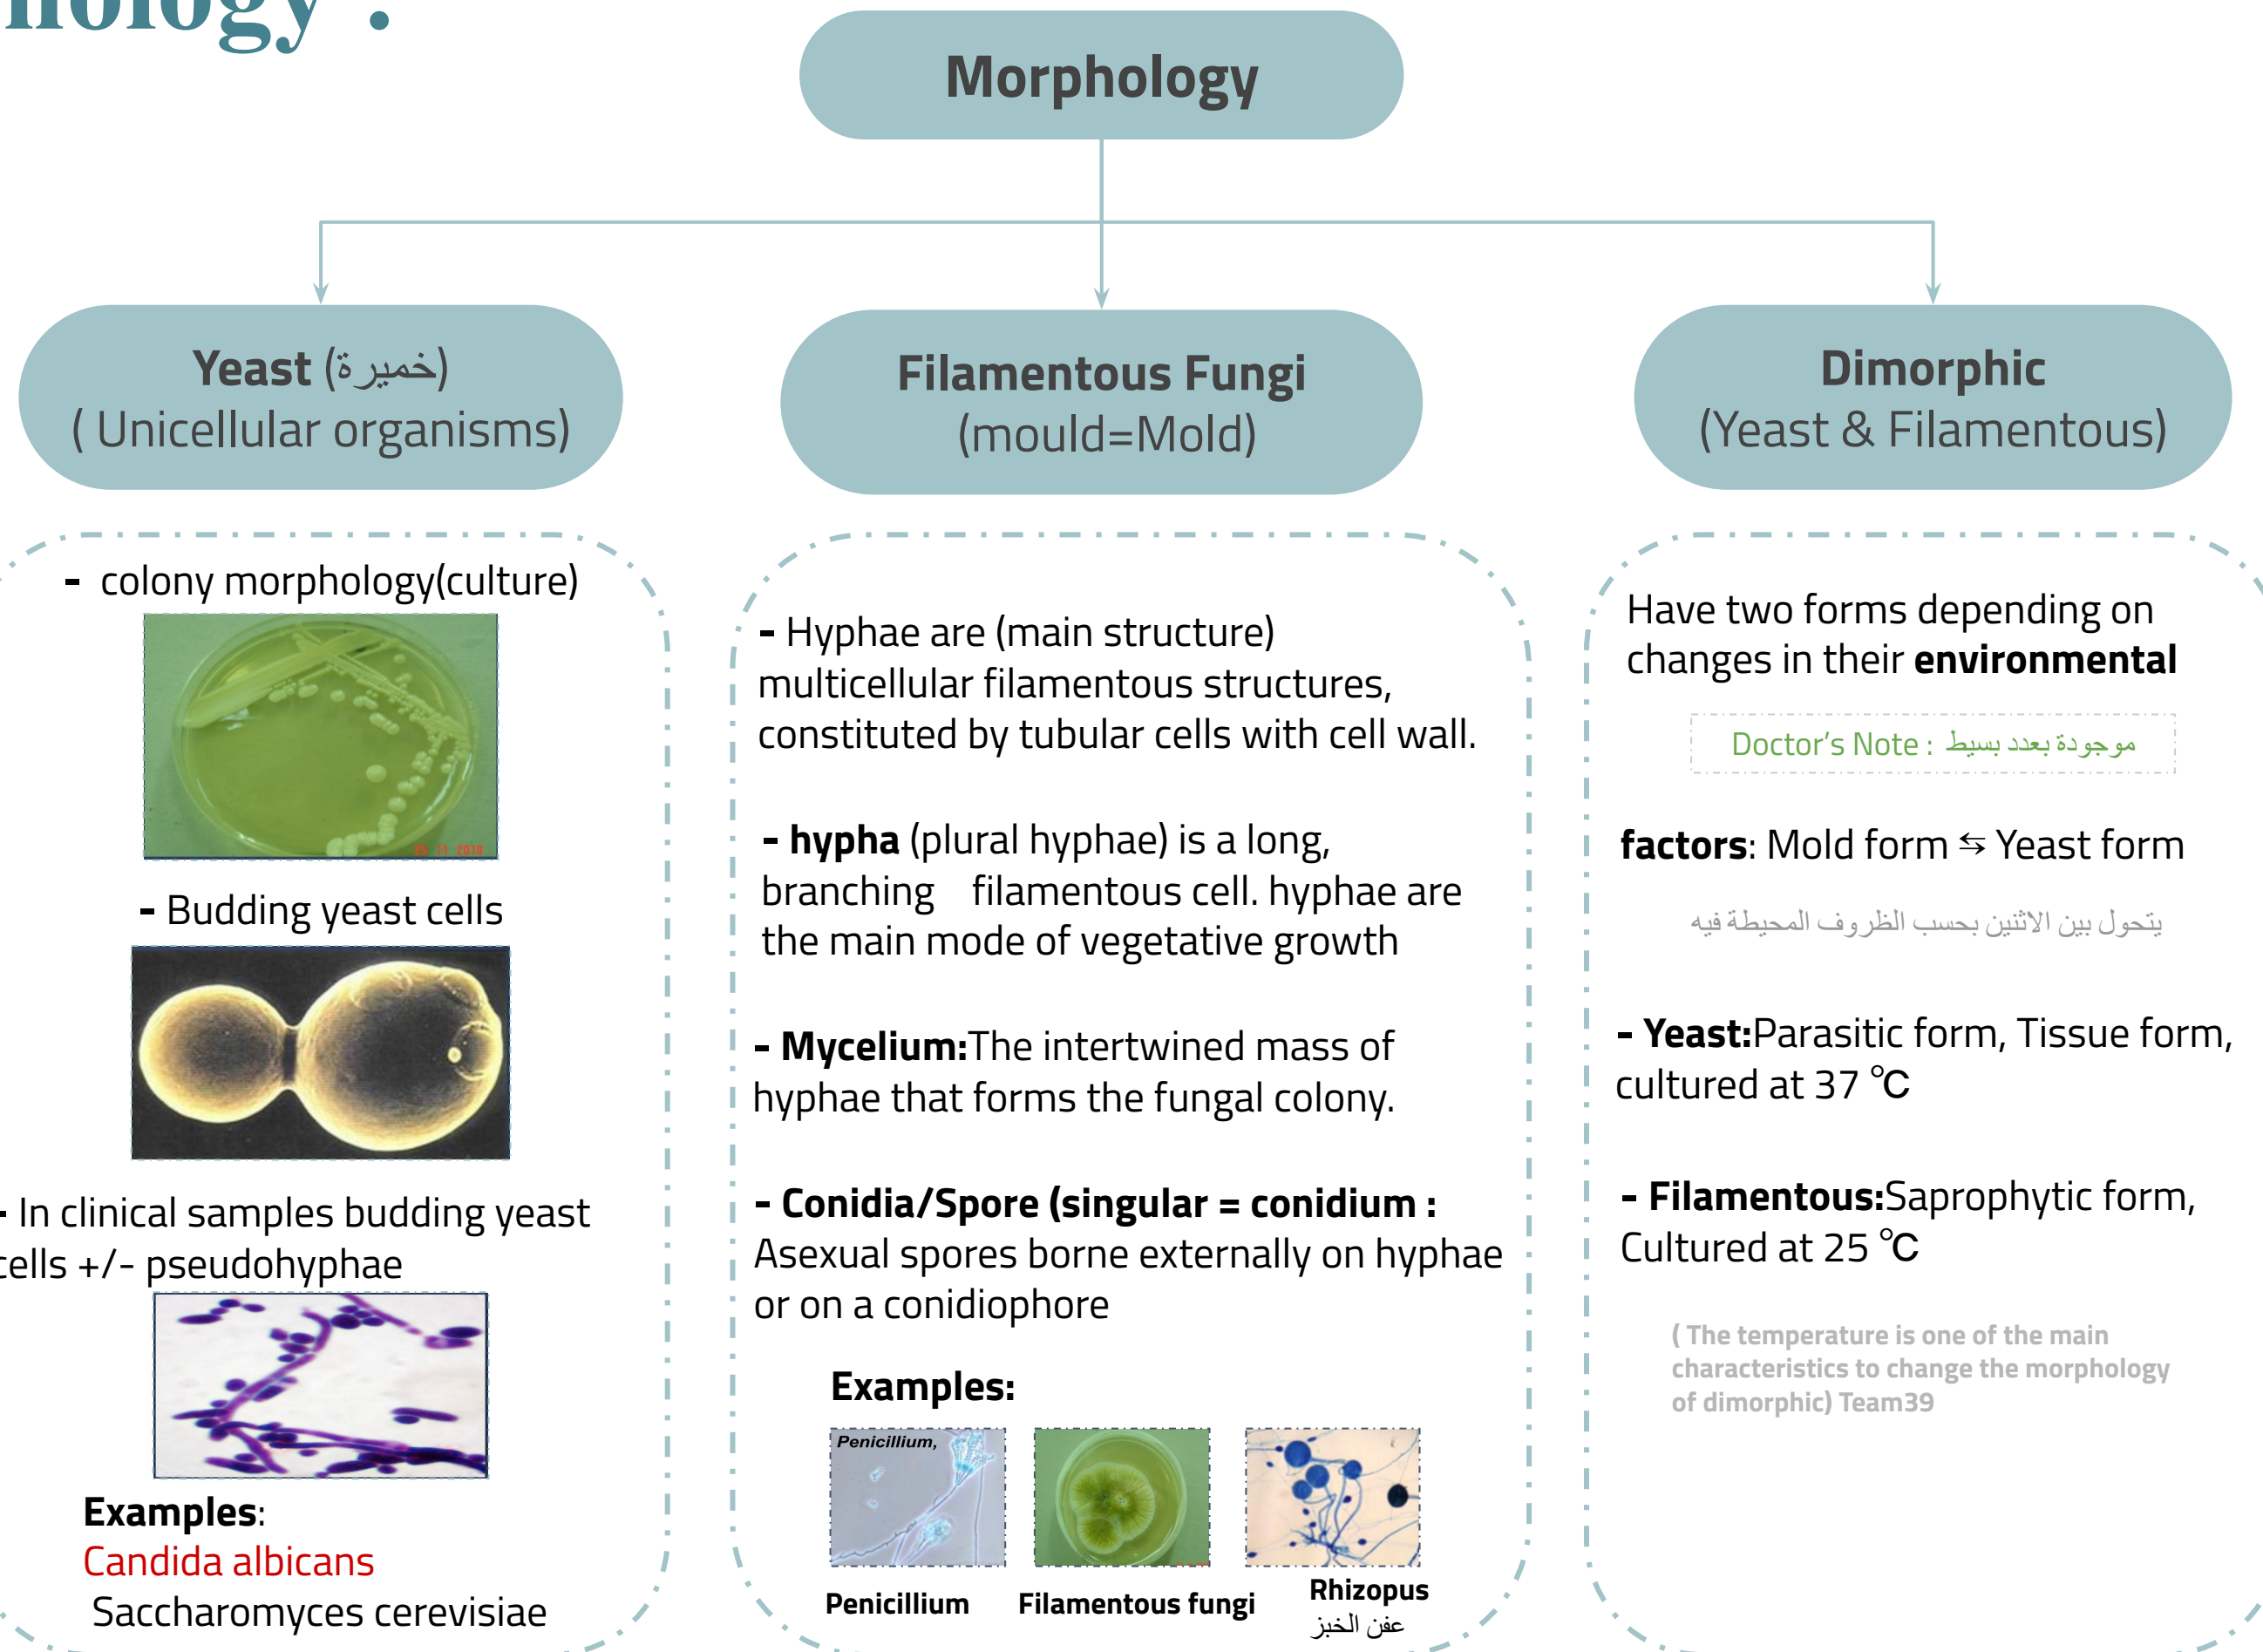 nology :
Morphology
Yeast (خميرة)
( Unicellular organisms)
- colony morphology(culture)
25 11 2010
- Budding yeast cells
- In clinical samples budding yeast
cells +/- pseudohyphae
Examples:
Candida albicans
Saccharomyces cerevisiae
Filamentous Fungi
(mould=Mold)
- Hyphae are (main structure)
multicellular filamentous structures,
constituted by tubular cells with cell wall.
- hypha (plural hyphae) is a long,
branching    filamentous cell. hyphae are
the main mode of vegetative growth
- Mycelium:The intertwined mass of
hyphae that forms the fungal colony.
- Conidia/Spore (singular = conidium :
Asexual spores borne externally on hyphae
or on a conidiophore
Examples:
Penicillium,
Penicillium
Filamentous fungi
Rhizopus
عفن الخبز
Dimorphic
(Yeast & Filamentous)
Have two forms depending on
changes in their environmental
Doctor’s Note : موجودة بعدد بسيط
factors: Mold form ⇆ Yeast form
يتحول بين الاثنين بحسب الظروف المحيطة فيه
- Yeast:Parasitic form, Tissue form,
cultured at 37 ℃
- Filamentous:Saprophytic form,
Cultured at 25 ℃
( The temperature is one of the main
characteristics to change the morphology
of dimorphic) Team39